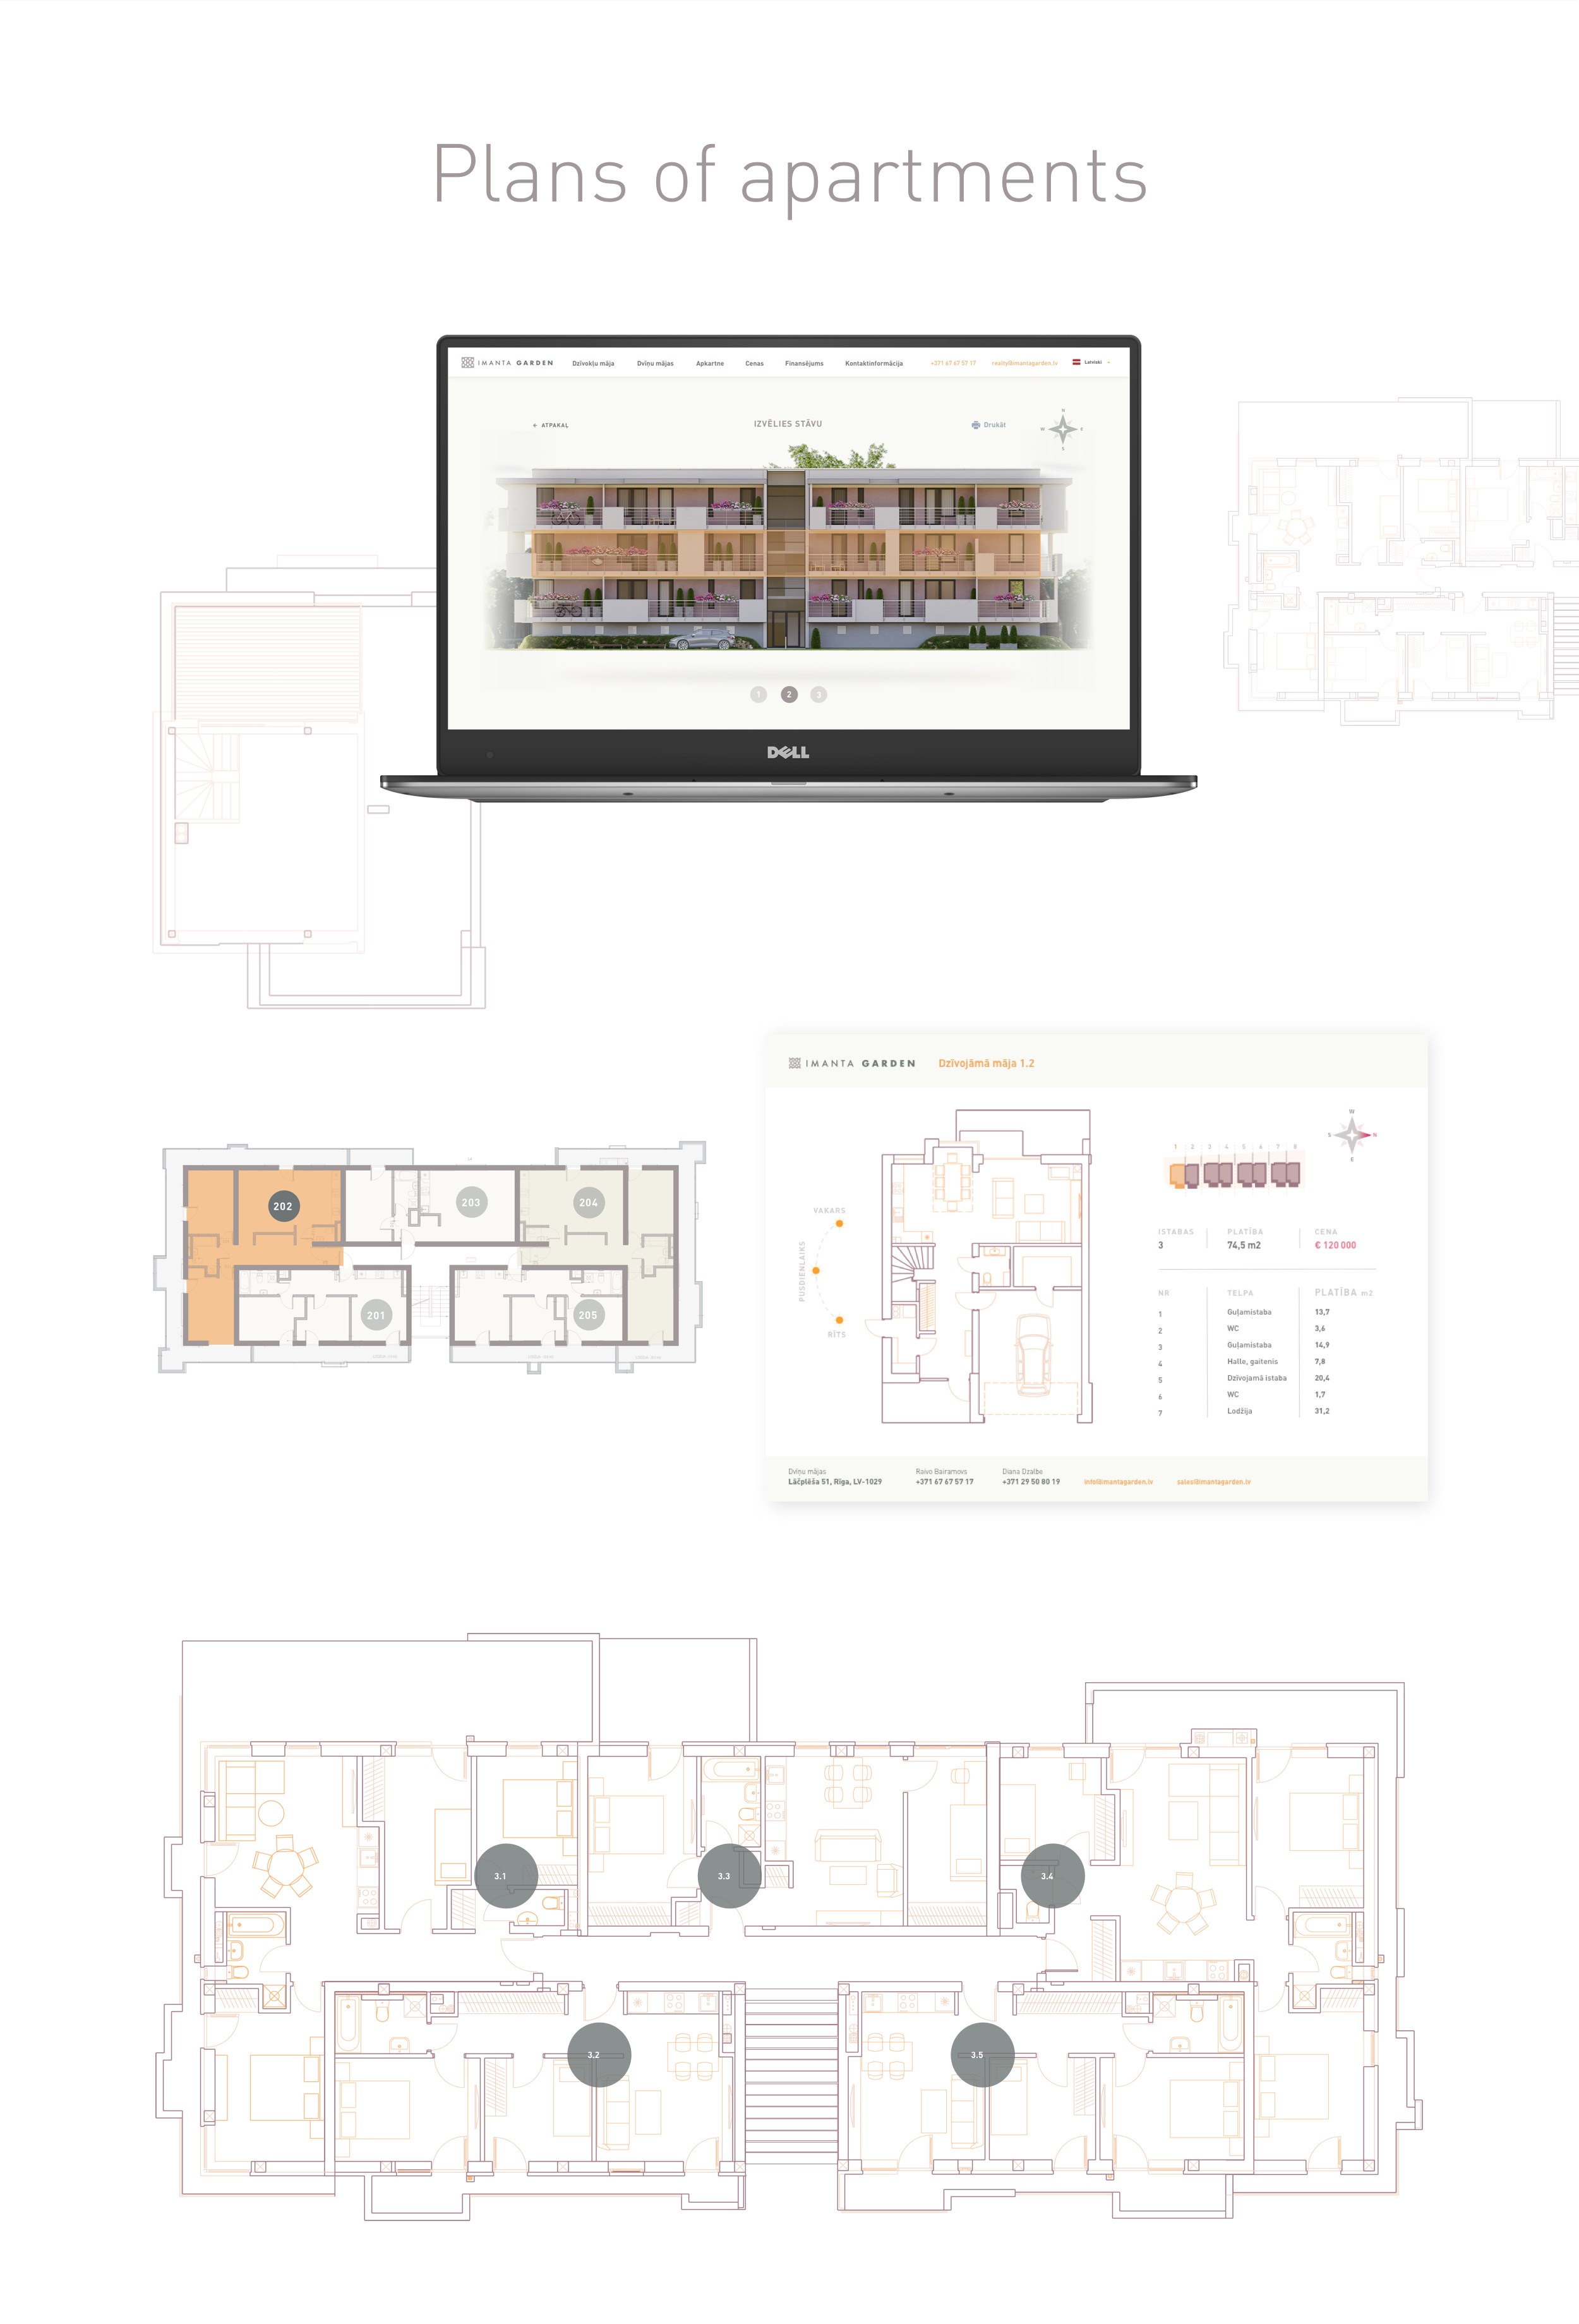 Plans of apartments
IMANTA GARDEN Dzīvokļu māja Dvīņu mājas Apkartne Cenas Finansējums Kontaktinformācija +371 67 67 57 17 realty@imantagarden.lv Latviski
← ATPAKAĻ IZVĒLIES STĀVU Drukāt
N
W E
S
1 2 3
DELL
IMANTA GARDEN Dzīvojāmā māja 1.2
202
203
204
201
205
VAKARS
PUSDIENLAIKS
RĪTS
W
S N
E
1 2 3 4 5 6 7 8
ISTABAS PLATĪBA CENA
3 74,5 m2 € 120 000
NR TELPA PLATĪBA m2
1 Guļamistaba 13,7
2 WC 3,6
3 Guļamistaba 14,9
4 Halle, gaitenis 7,8
5 Dzīvojamā istaba 20,4
6 WC 1,7
7 Lodžija 31,2
Dvīņu mājas Raivo Bairamovs Diana Dzalbe
Lāčplēša 51, Rīga, LV-1029 +371 67 67 57 17 +371 29 50 80 19 info@imantagarden.lv sales@imantagarden.lv
3.1
3.3
3.4
3.2
3.5